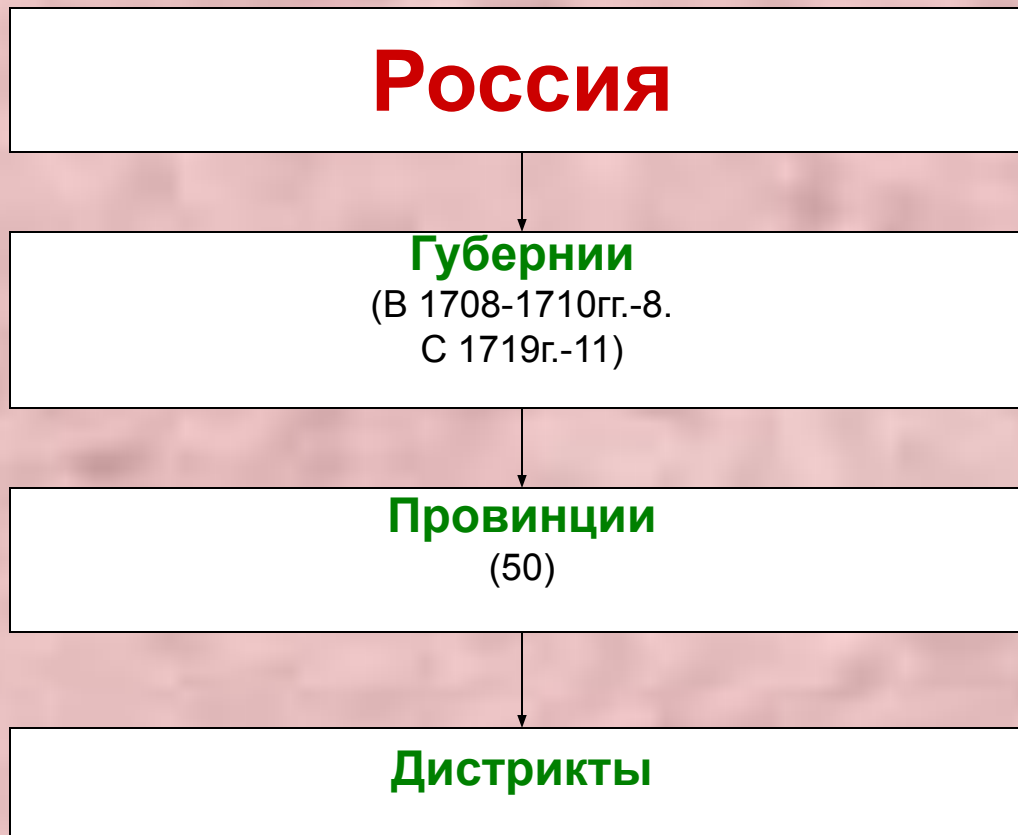 Россия
Губернии
(В 1708-1710гг.-8.
С 1719г.-11)
Провинции
(50)
Дистрикты